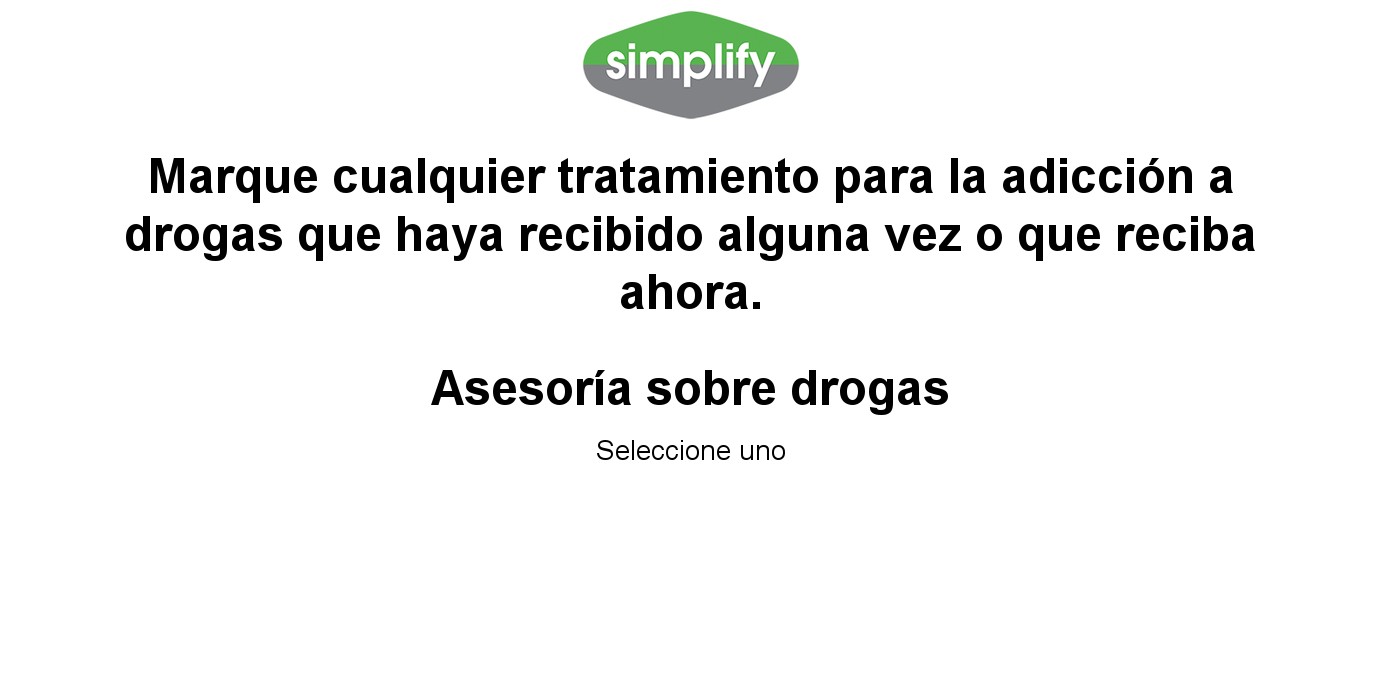 simplify
Marque cualquier tratamiento para la adicción a
drogas que haya recibido alguna vez o que reciba
ahora.
Asesoría sobre drogas
Seleccione uno